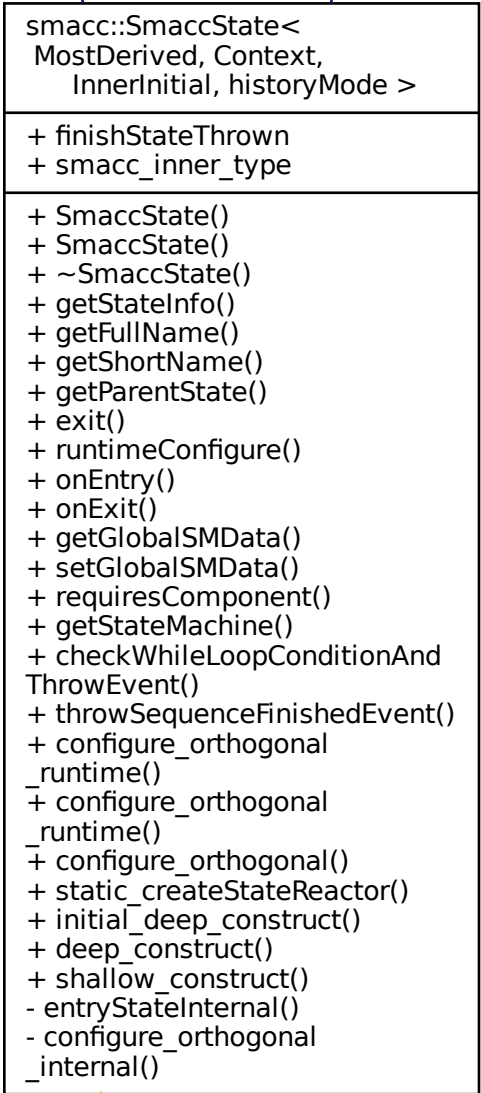 smacc::SmaccState<
MostDerived, Context,
InnerInitial, historyMode >
+ finishStateThrown
+ smacc_inner_type
+ SmaccState()
+ SmaccState()
+ ~SmaccState()
+ getStateInfo()
+ getFullName()
+ getShortName()
+ getParentState()
+ exit()
+ runtimeConfigure()
+ onEntry()
+ onExit()
+ getGlobalSMData()
+ setGlobalSMData()
+ requiresComponent()
+ getStateMachine()
+ checkWhileLoopConditionAnd
ThrowEvent()
+ throwSequenceFinishedEvent()
+ configure_orthogonal
_runtime()
+ configure_orthogonal
_runtime()
+ configure_orthogonal()
+ static_createStateReactor()
+ initial_deep_construct()
+ deep_construct()
+ shallow_construct()
- entryStateInternal()
- configure_orthogonal
_internal()